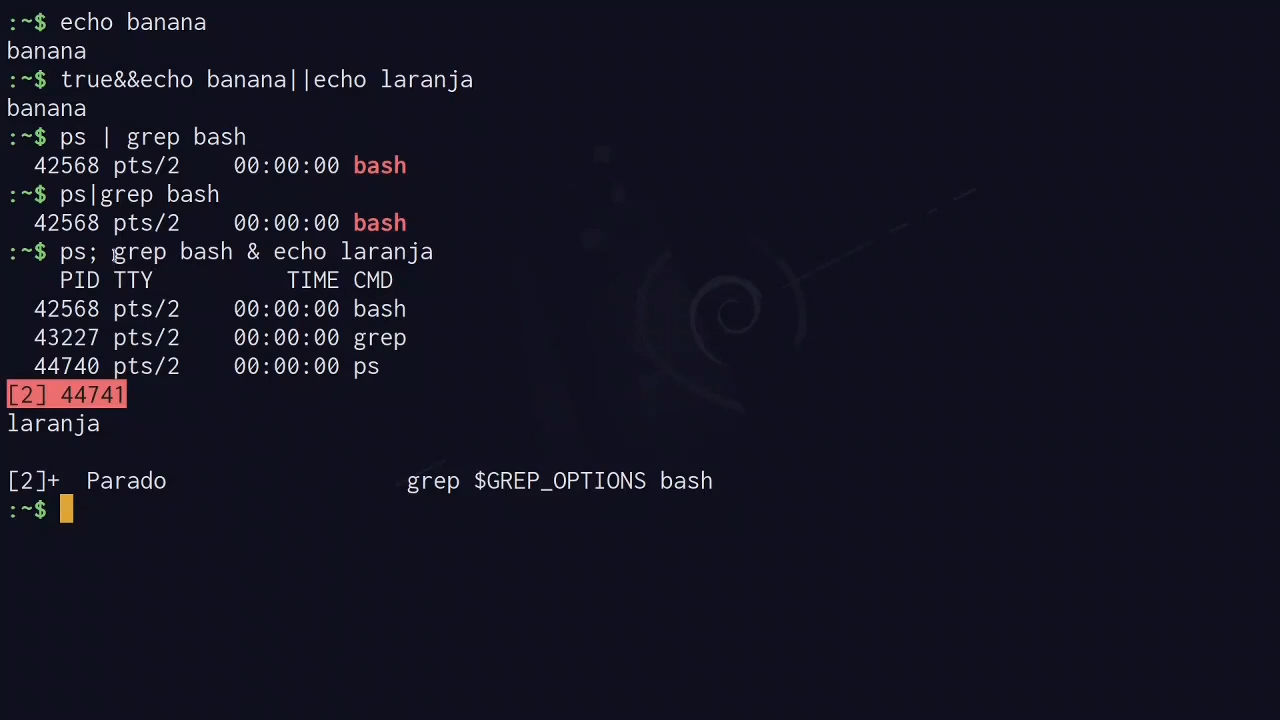 :~$ echo banana
banana
:~$ true&&echo banana||echo laranja
banana
:~$ ps | grep bash
  42568 pts/2    00:00:00 bash
:~$ ps|grep bash
  42568 pts/2    00:00:00 bash
:~$ ps; grep bash & echo laranja
    PID TTY          TIME CMD
  42568 pts/2    00:00:00 bash
  43227 pts/2    00:00:00 grep
  44740 pts/2    00:00:00 ps
[2] 44741
laranja
[2]+  Parado                  grep $GREP_OPTIONS bash
:~$